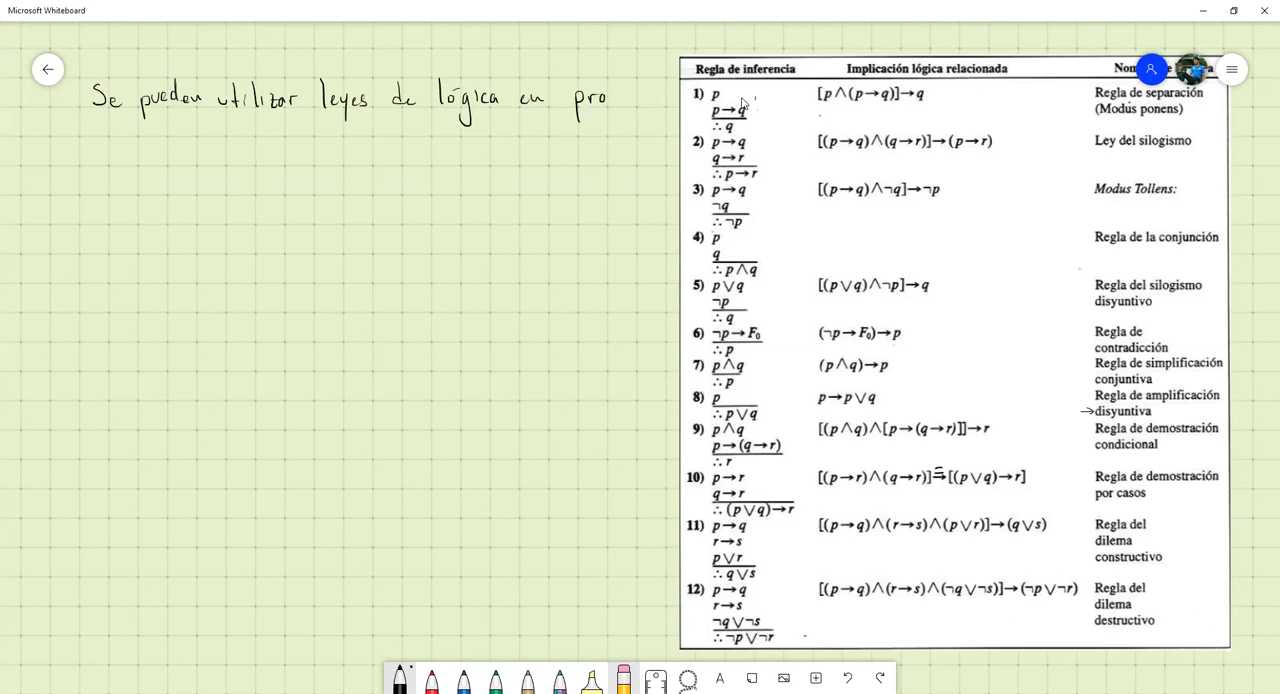 Microsoft Whiteboard
Se pueden utilizar leyes de lógica en pro
Regla de inferencia Implicación lógica relacionada
1) p [p∧(p→q)]→q Regla de separación
p→q (Modus ponens)
∴ q
2) p→q [(p→q)∧(q→r)]→(p→r) Ley del silogismo
q→r
∴ p→r
3) p→q [(p→q)∧¬q]→¬p Modus Tollens:
¬q
∴ ¬p
4) p Regla de la conjunción
q
∴ p∧q
5) p∨q [(p∨q)∧¬p]→q Regla del silogismo
¬p disyuntivo
∴ q
6) ¬p→F₀ (¬p→F₀)→p Regla de
∴ p contradicción
7) p∧q (p∧q)→p Regla de simplificación
∴ p conjuntiva
8) p p→p∨q Regla de amplificación
∴ p∨q →disyuntiva
9) p∧q [(p∧q)∧[p→(q→r)]]→r Regla de demostración
p→(q→r) condicional
∴ r
10) p→r [(p→r)∧(q→r)]→[(p∨q)→r] Regla de demostración
q→r por casos
∴ (p∨q)→r
11) p→q [(p→q)∧(r→s)∧(p∨r)]→(q∨s) Regla del
r→s dilema
p∨r constructivo
∴ q∨s
12) p→q [(p→q)∧(r→s)∧(¬q∨¬s)]→(¬p∨¬r) Regla del
r→s dilema
¬q∨¬s destructivo
∴ ¬p∨¬r